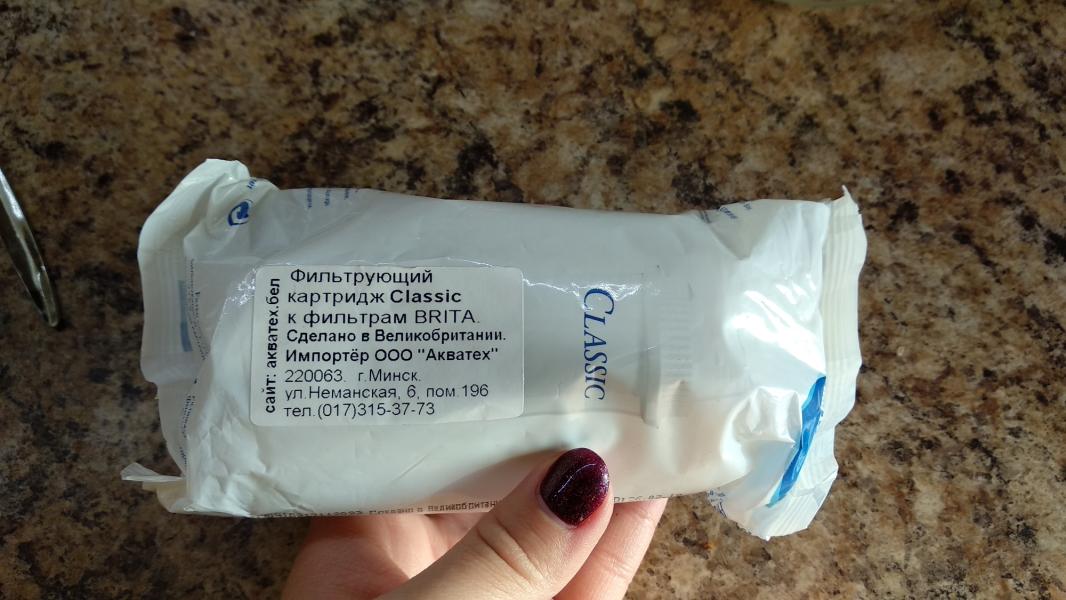 Фильтрующий
картридж Classic
к фильтрам BRITA.
Сделано в Великобритании.
Импортёр ООО "Акватех"
220063. г.Минск.
ул.Неманская, 6, пом.196
тел.(017)315-37-73
сайт: акватех.бел
CLASSIC